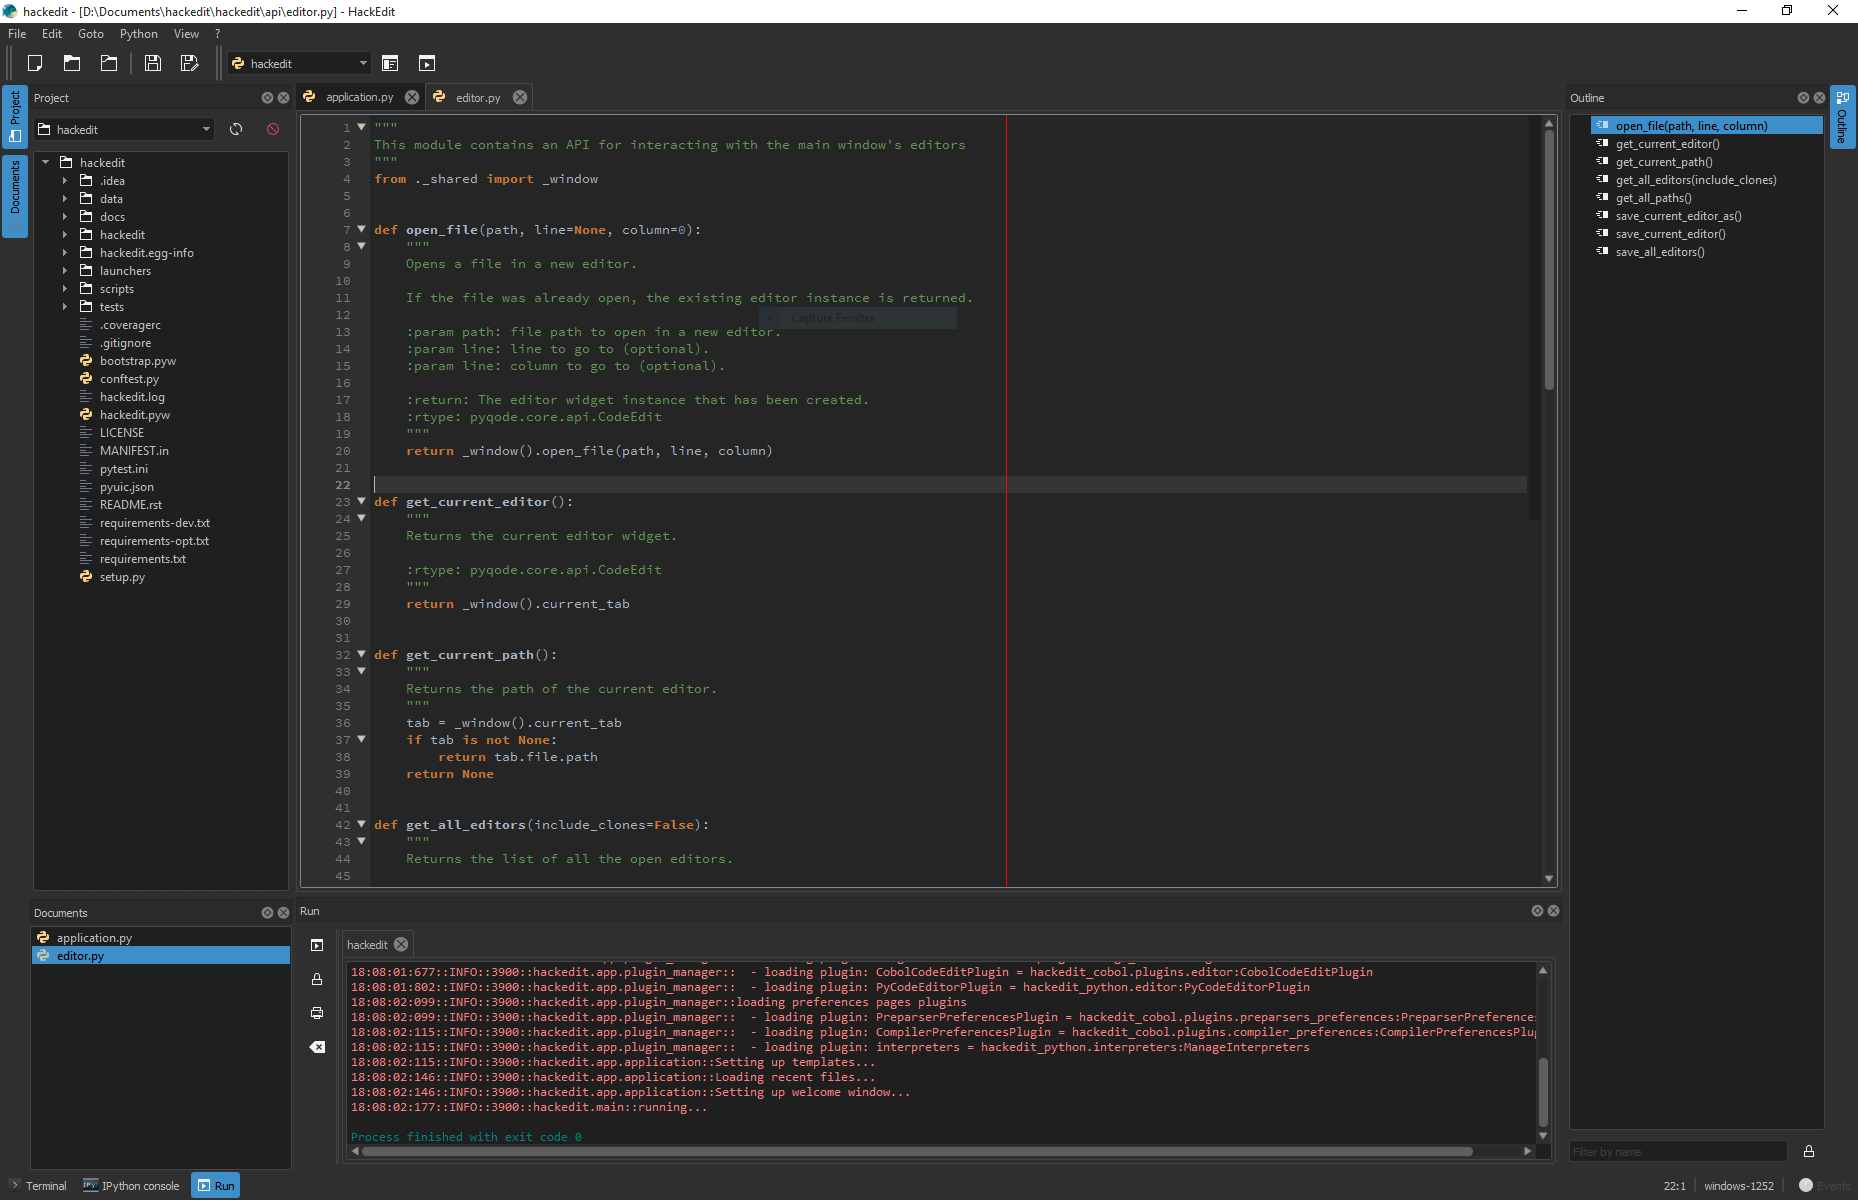 hackedit - [D:\Documents\hackedit\hackedit\api\editor.py] - HackEdit
File Edit Goto Python View ?
hackedit
Project
Documents
Project
hackedit
hackedit
.idea
data
docs
hackedit
hackedit.egg-info
launchers
scripts
tests
.coveragerc
.gitignore
bootstrap.pyw
conftest.py
hackedit.log
hackedit.pyw
LICENSE
MANIFEST.in
pytest.ini
pyuic.json
README.rst
requirements-dev.txt
requirements-opt.txt
requirements.txt
setup.py
Documents
application.py
editor.py
application.py editor.py
1 """
2 This module contains an API for interacting with the main window's editors
3 """
4 from ._shared import _window
5
6
7 def open_file(path, line=None, column=0):
8 """
9 Opens a file in a new editor.
10
11 If the file was already open, the existing editor instance is returned.
12
Capture Fenêtre
13 :param path: file path to open in a new editor.
14 :param line: line to go to (optional).
15 :param line: column to go to (optional).
16
17 :return: The editor widget instance that has been created.
18 :rtype: pyqode.core.api.CodeEdit
19 """
20 return _window().open_file(path, line, column)
21
22
23 def get_current_editor():
24 """
25 Returns the current editor widget.
26
27 :rtype: pyqode.core.api.CodeEdit
28 """
29 return _window().current_tab
30
31
32 def get_current_path():
33 """
34 Returns the path of the current editor.
35 """
36 tab = _window().current_tab
37 if tab is not None:
38 return tab.file.path
39 return None
40
41
42 def get_all_editors(include_clones=False):
43 """
44 Returns the list of all the open editors.
45
Run
hackedit
18:08:01:677::INFO::3900::hackedit.app.plugin_manager::  - loading plugin: CobolCodeEditPlugin = hackedit_cobol.plugins.editor:CobolCodeEditPlugin
18:08:01:802::INFO::3900::hackedit.app.plugin_manager::  - loading plugin: PyCodeEditorPlugin = hackedit_python.editor:PyCodeEditorPlugin
18:08:02:099::INFO::3900::hackedit.app.plugin_manager::loading preferences pages plugins
18:08:02:099::INFO::3900::hackedit.app.plugin_manager::  - loading plugin: PreparserPreferencesPlugin = hackedit_cobol.plugins.preparsers_preferences:PreparserPreferences
18:08:02:115::INFO::3900::hackedit.app.plugin_manager::  - loading plugin: CompilerPreferencesPlugin = hackedit_cobol.plugins.compiler_preferences:CompilerPreferencesPlu
18:08:02:115::INFO::3900::hackedit.app.plugin_manager::  - loading plugin: interpreters = hackedit_python.interpreters:ManageInterpreters
18:08:02:115::INFO::3900::hackedit.app.application::Setting up templates...
18:08:02:146::INFO::3900::hackedit.app.application::Loading recent files...
18:08:02:146::INFO::3900::hackedit.app.application::Setting up welcome window...
18:08:02:177::INFO::3900::hackedit.main::running...
Process finished with exit code 0
Outline
open_file(path, line, column)
get_current_editor()
get_current_path()
get_all_editors(include_clones)
get_all_paths()
save_current_editor_as()
save_current_editor()
save_all_editors()
Outline
Filter by name
Terminal IPython console Run
22:1 windows-1252 Events